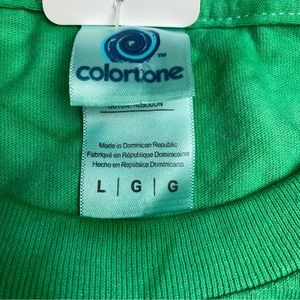 colortone
Made in Dominican Republic
Fabriqué en République Dominicaine
Hecho en República Dominicana
L | G | G